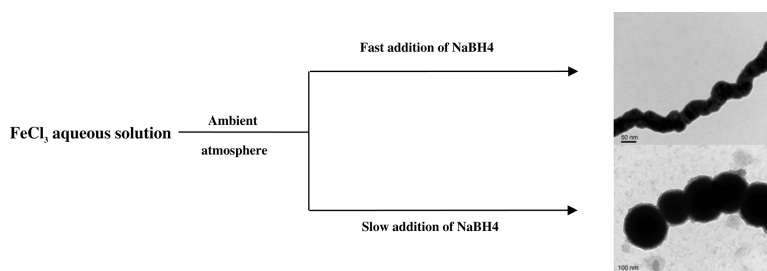 Fast addition of NaBH4
FeCl₃ aqueous solution
Ambient
atmosphere
50 nm
Slow addition of NaBH4
100 nm